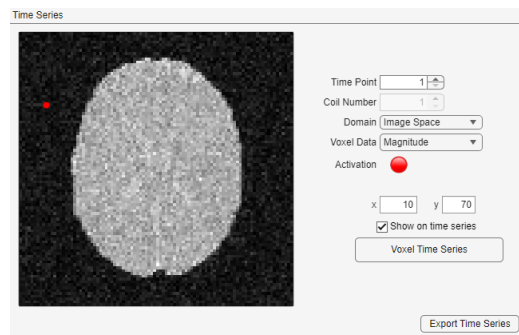 Time Series
Time Point 1
Coil Number 1
Domain Image Space
Voxel Data Magnitude
Activation
x 10 y 70
Show on time series
Voxel Time Series
Export Time Series